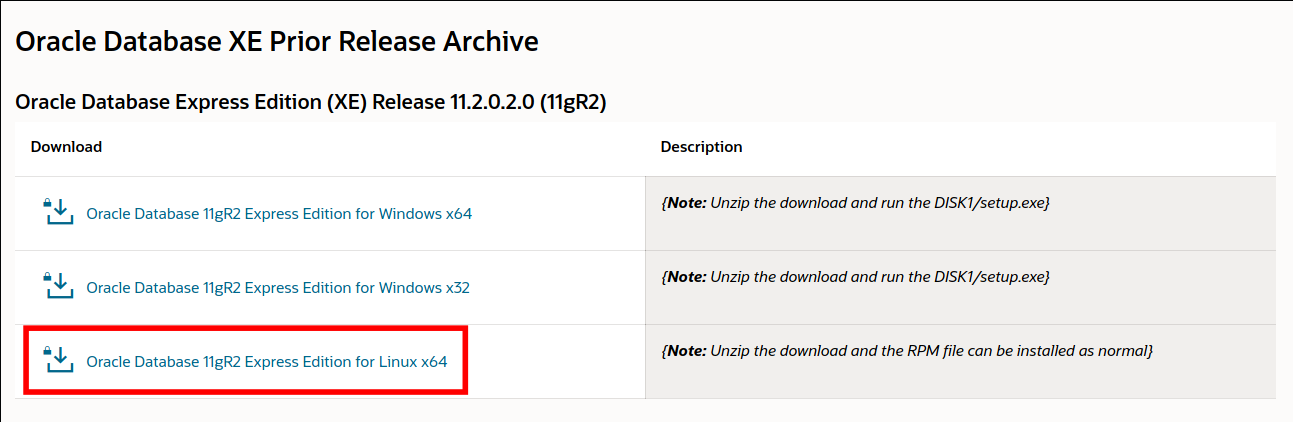 Oracle Database XE Prior Release Archive
Oracle Database Express Edition (XE) Release 11.2.0.2.0 (11gR2)
Download Description
Oracle Database 11gR2 Express Edition for Windows x64 {Note: Unzip the download and run the DISK1/setup.exe}
Oracle Database 11gR2 Express Edition for Windows x32 {Note: Unzip the download and run the DISK1/setup.exe}
Oracle Database 11gR2 Express Edition for Linux x64 {Note: Unzip the download and the RPM file can be installed as normal}